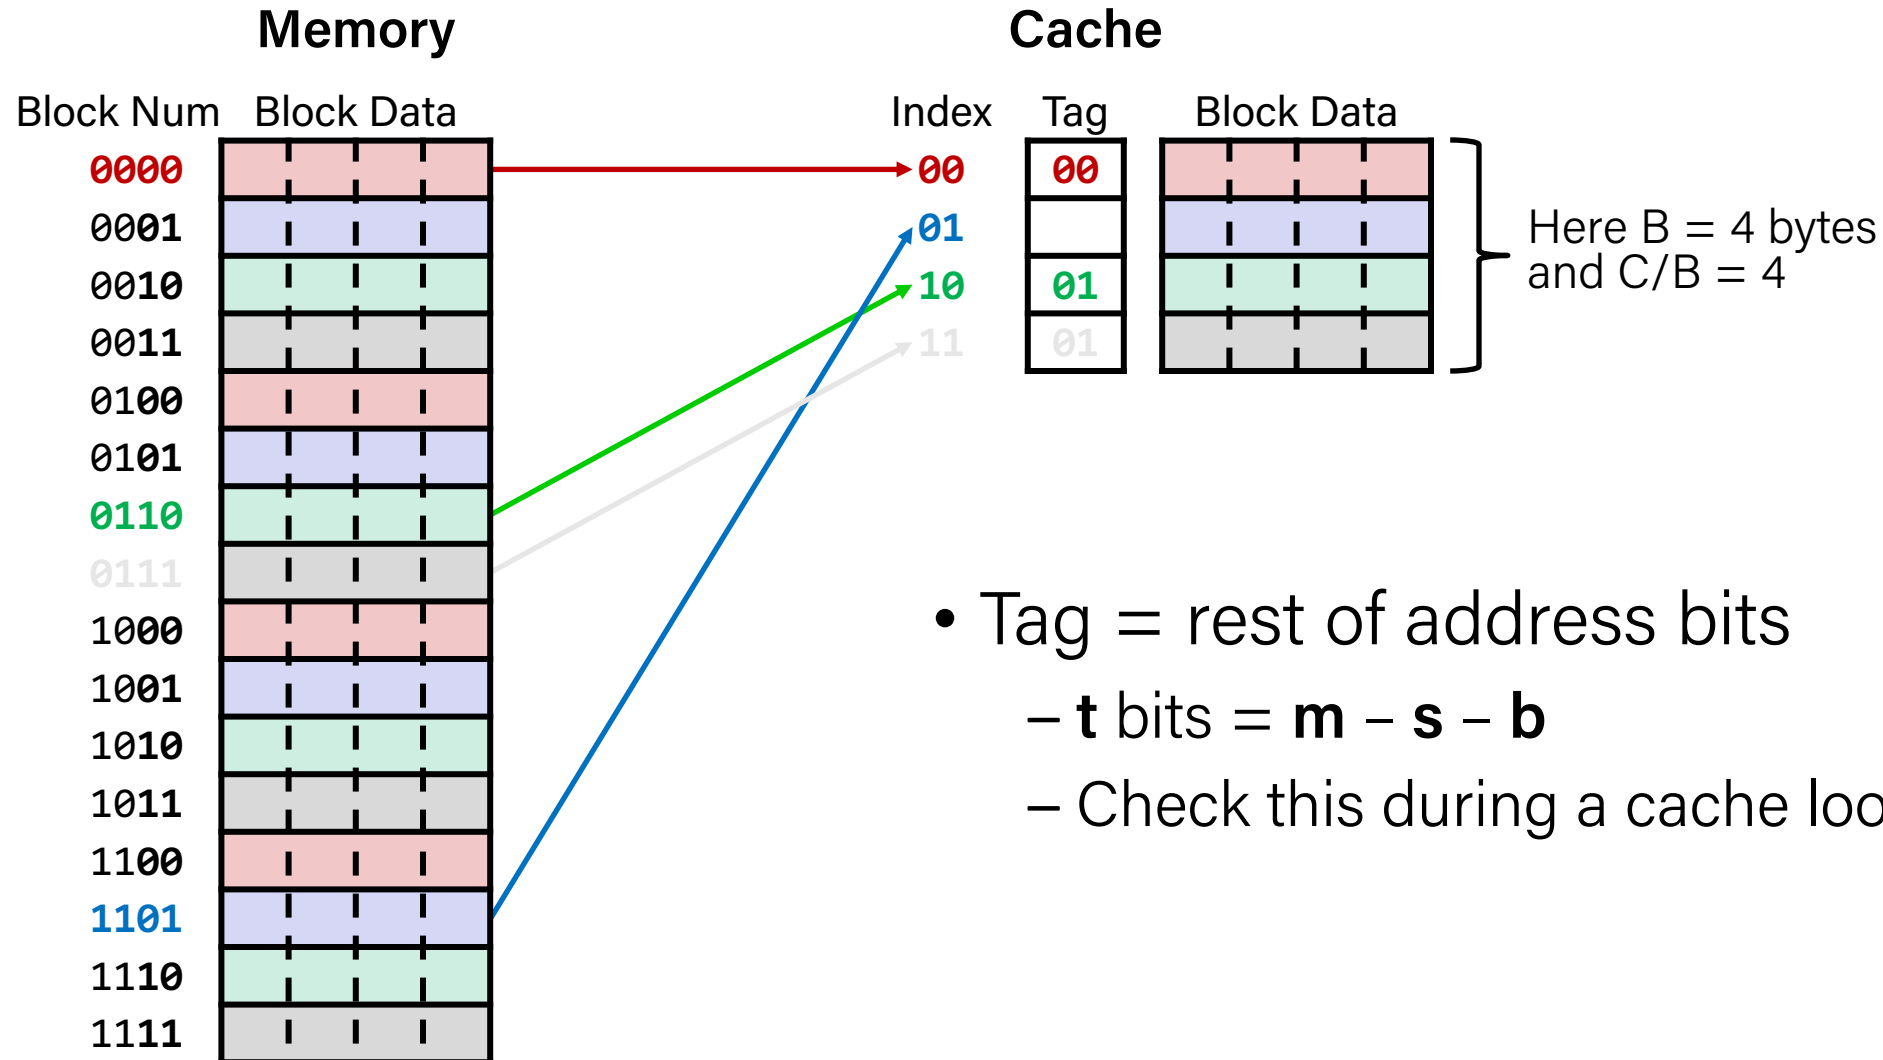 Memory Cache
Block Num Block Data Index Tag Block Data
0000 00 00
0001 01
0010 10 01
0011 11 01
0100
0101
0110
0111
1000
1001
1010
1011
1100
1101
1110
1111
Here B = 4 bytes
and C/B = 4
• Tag = rest of address bits
– t bits = m – s – b
– Check this during a cache loo